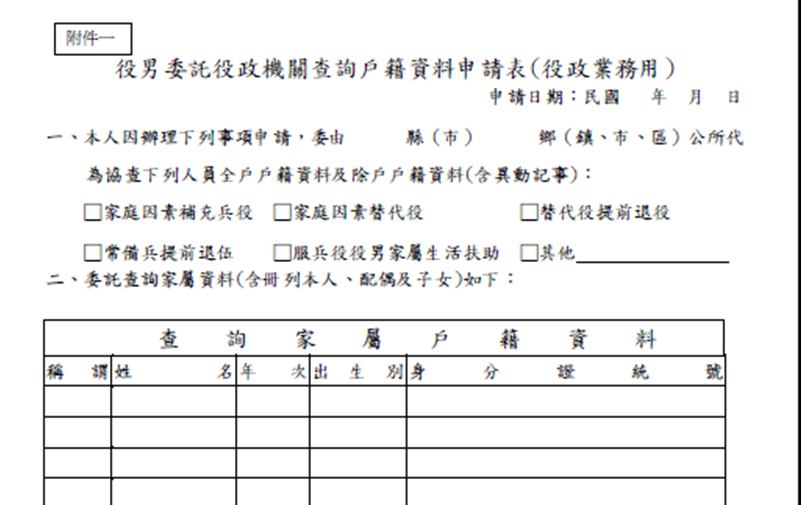 附件一
役男委託役政機關查詢戶籍資料申請表(役政業務用)
申請日期：民國　　年　月　日
一、本人因辦理下列事項申請，委由　　　縣（市）　　　鄉（鎮、市、區）公所代
為協查下列人員全戶戶籍資料及除戶戶籍資料(含異動記事)：
□家庭因素補充兵役　□家庭因素替代役　□替代役提前退役
□常備兵提前退伍　□服兵役役男家屬生活扶助　□其他________________
二、委託查詢家屬資料(含冊列本人、配偶及子女)如下：
查　詢　家　屬　戶　籍　資　料
稱　謂　姓　名　年　次　出　生　別　身　分　證　統　號